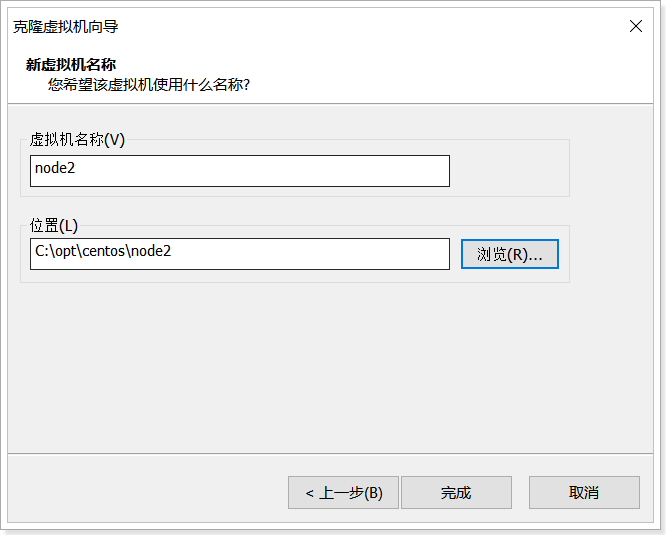 克隆虚拟机向导
新虚拟机名称
您希望该虚拟机使用什么名称?
虚拟机名称(V)
node2
位置(L)
C:\opt\centos\node2
浏览(R)...
< 上一步(B)
完成
取消